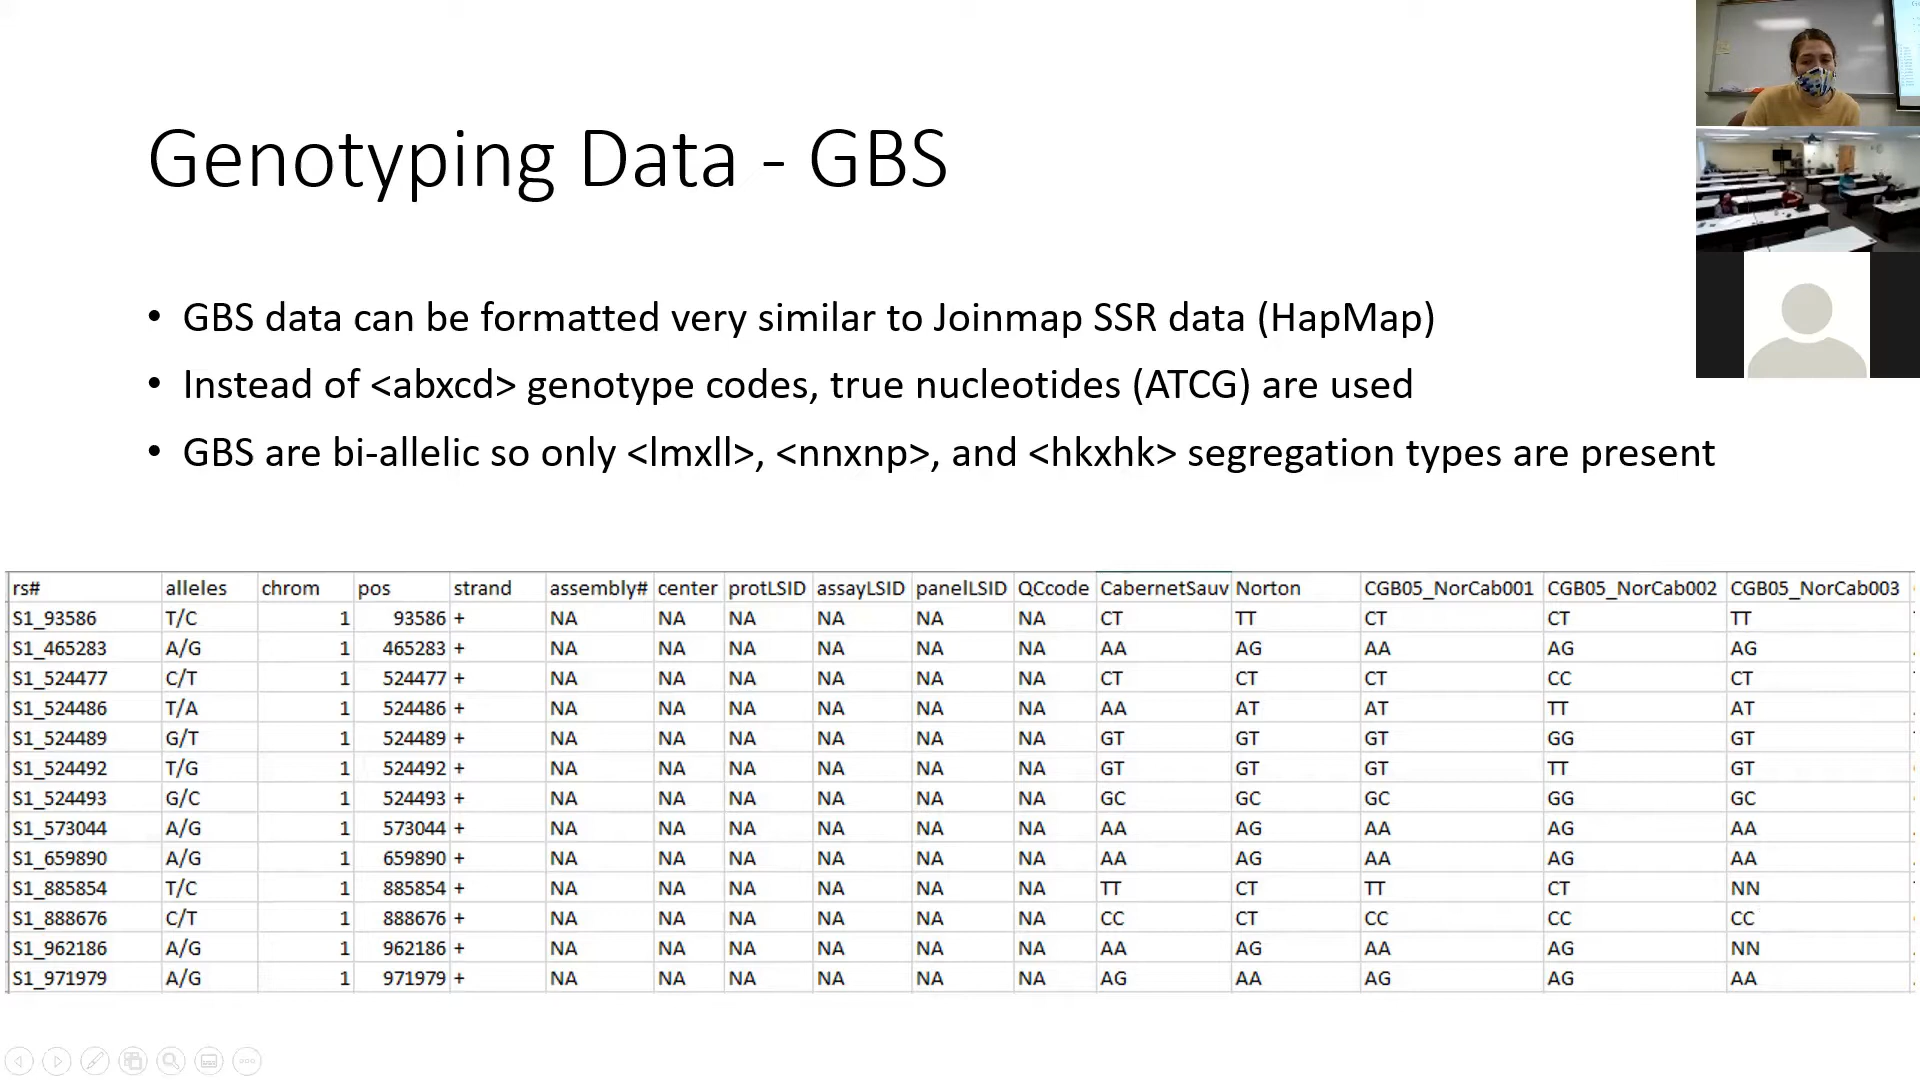 Genotyping Data - GBS
• GBS data can be formatted very similar to Joinmap SSR data (HapMap)
• Instead of <abxcd> genotype codes, true nucleotides (ATCG) are used
• GBS are bi-allelic so only <lmxll>, <nnxnp>, and <hkxhk> segregation types are present
rs# alleles chrom pos strand assembly# center protLSID assayLSID panelLSID QCcode CabernetSauv Norton CGB05_NorCab001 CGB05_NorCab002 CGB05_NorCab003
S1_93586 T/C 1 93586 + NA NA NA NA NA NA CT TT CT CT TT
S1_465283 A/G 1 465283 + NA NA NA NA NA NA AA AG AA AG AG
S1_524477 C/T 1 524477 + NA NA NA NA NA NA CT CT CT CC CT
S1_524486 T/A 1 524486 + NA NA NA NA NA NA AA AT AT TT AT
S1_524489 G/T 1 524489 + NA NA NA NA NA NA GT GT GT GG GT
S1_524492 T/G 1 524492 + NA NA NA NA NA NA GT GT GT TT GT
S1_524493 G/C 1 524493 + NA NA NA NA NA NA GC GC GC GG GC
S1_573044 A/G 1 573044 + NA NA NA NA NA NA AA AG AA AG AA
S1_659890 A/G 1 659890 + NA NA NA NA NA NA AA AG AA AG AA
S1_885854 T/C 1 885854 + NA NA NA NA NA NA TT CT TT CT NN
S1_888676 C/T 1 888676 + NA NA NA NA NA NA CC CT CC CC CC
S1_962186 A/G 1 962186 + NA NA NA NA NA NA AA AG AA AG NN
S1_971979 A/G 1 971979 + NA NA NA NA NA NA AG AA AG AG AA